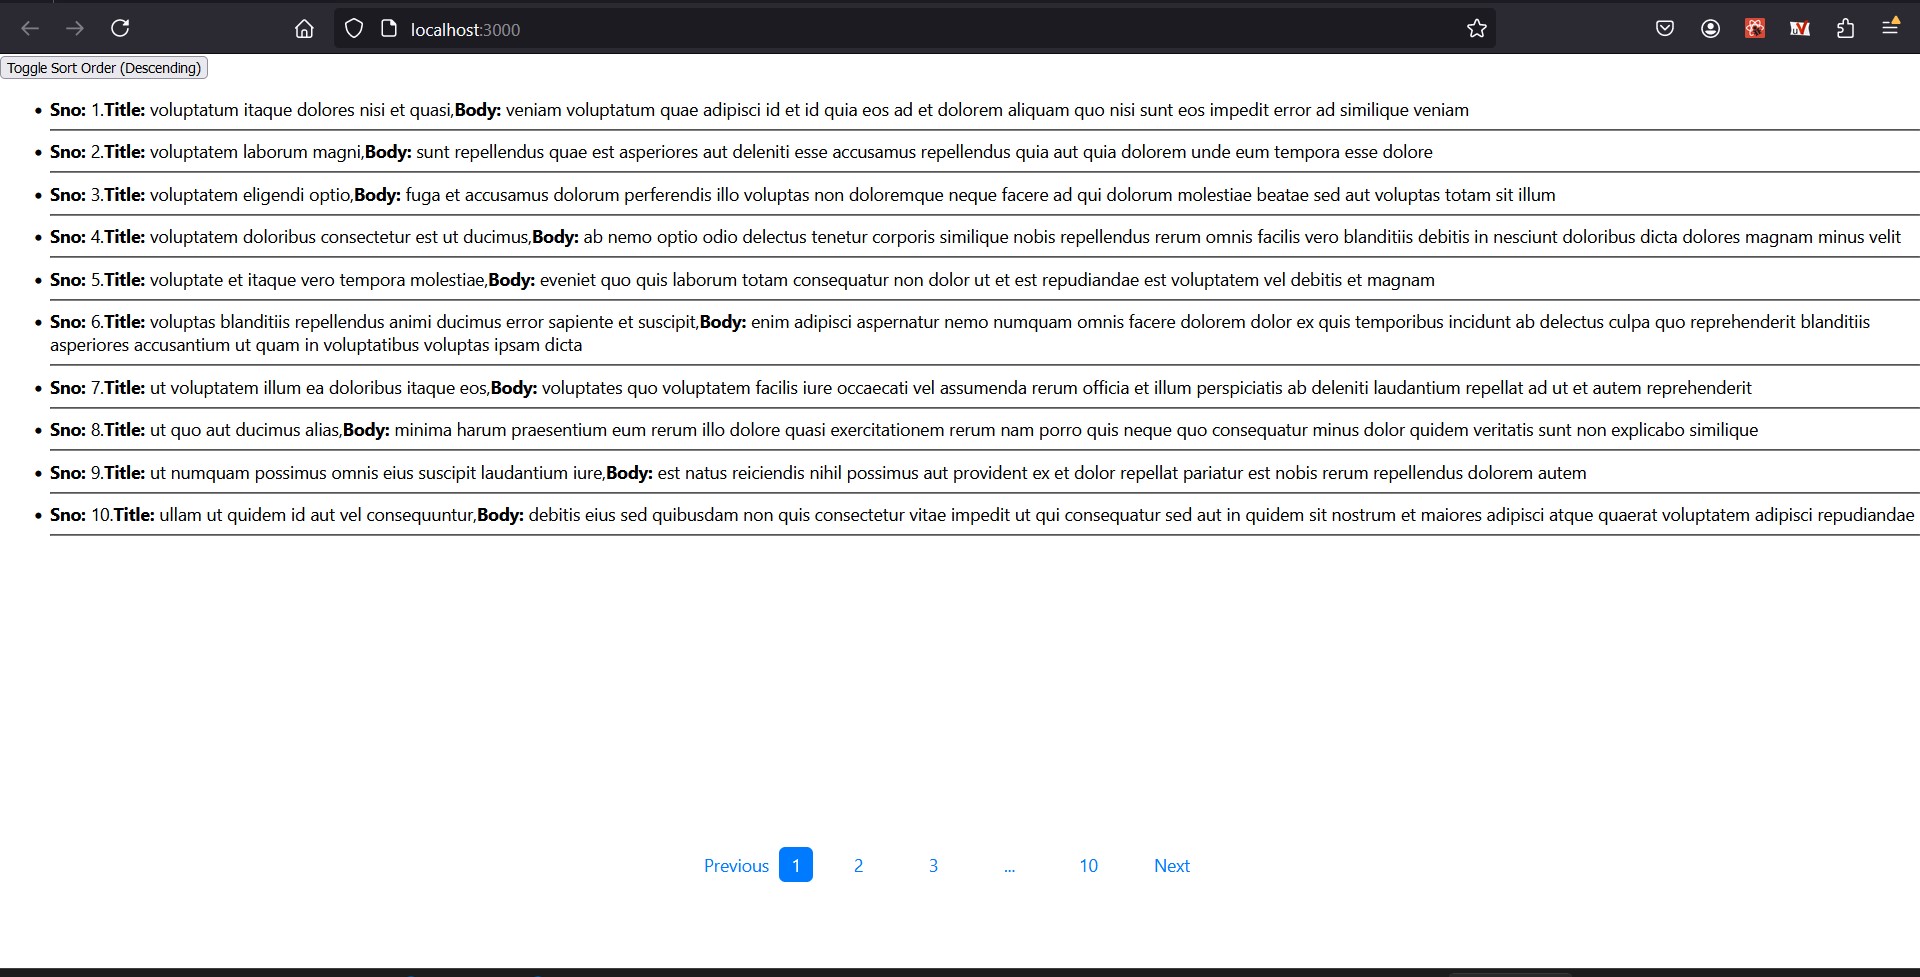 localhost:3000
Toggle Sort Order (Descending)
Sno: 1.Title: voluptatum itaque dolores nisi et quasi,Body: veniam voluptatum quae adipisci id et id quia eos ad et dolorem aliquam quo nisi sunt eos impedit error ad similique veniam
Sno: 2.Title: voluptatem laborum magni,Body: sunt repellendus quae est asperiores aut deleniti esse accusamus repellendus quia aut quia dolorem unde eum tempora esse dolore
Sno: 3.Title: voluptatem eligendi optio,Body: fuga et accusamus dolorum perferendis illo voluptas non doloremque neque facere ad qui dolorum molestiae beatae sed aut voluptas totam sit illum
Sno: 4.Title: voluptatem doloribus consectetur est ut ducimus,Body: ab nemo optio odio delectus tenetur corporis similique nobis repellendus rerum omnis facilis vero blanditiis debitis in nesciunt doloribus dicta dolores magnam minus velit
Sno: 5.Title: voluptate et itaque vero tempora molestiae,Body: eveniet quo quis laborum totam consequatur non dolor ut et est repudiandae est voluptatem vel debitis et magnam
Sno: 6.Title: voluptas blanditiis repellendus animi ducimus error sapiente et suscipit,Body: enim adipisci aspernatur nemo numquam omnis facere dolorem dolor ex quis temporibus incidunt ab delectus culpa quo reprehenderit blanditiis
asperiores accusantium ut quam in voluptatibus voluptas ipsam dicta
Sno: 7.Title: ut voluptatem illum ea doloribus itaque eos,Body: voluptates quo voluptatem facilis iure occaecati vel assumenda rerum officia et illum perspiciatis ab deleniti laudantium repellat ad ut et autem reprehenderit
Sno: 8.Title: ut quo aut ducimus alias,Body: minima harum praesentium eum rerum illo dolore quasi exercitationem rerum nam porro quis neque quo consequatur minus dolor quidem veritatis sunt non explicabo similique
Sno: 9.Title: ut numquam possimus omnis eius suscipit laudantium iure,Body: est natus reiciendis nihil possimus aut provident ex et dolor repellat pariatur est nobis rerum repellendus dolorem autem
Sno: 10.Title: ullam ut quidem id aut vel consequuntur,Body: debitis eius sed quibusdam non quis consectetur vitae impedit ut qui consequatur sed aut in quidem sit nostrum et maiores adipisci atque quaerat voluptatem adipisci repudiandae
Previous 1 2 3 ... 10 Next